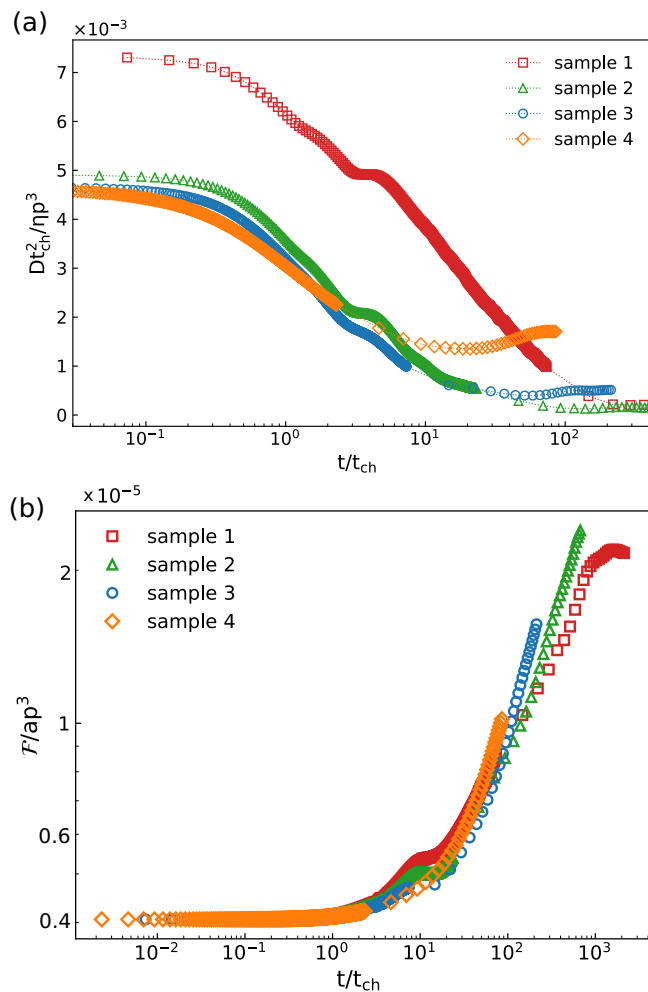 (a)
×10⁻³
7
6
5
4
3
2
1
0
Dt²ch/ηp³
sample 1
sample 2
sample 3
sample 4
10⁻¹ 10⁰ 10¹ 10²
t/tch
(b)
×10⁻⁵
2
1
0.6
0.4
ℱ/ap³
sample 1
sample 2
sample 3
sample 4
10⁻² 10⁻¹ 10⁰ 10¹ 10² 10³
t/tch